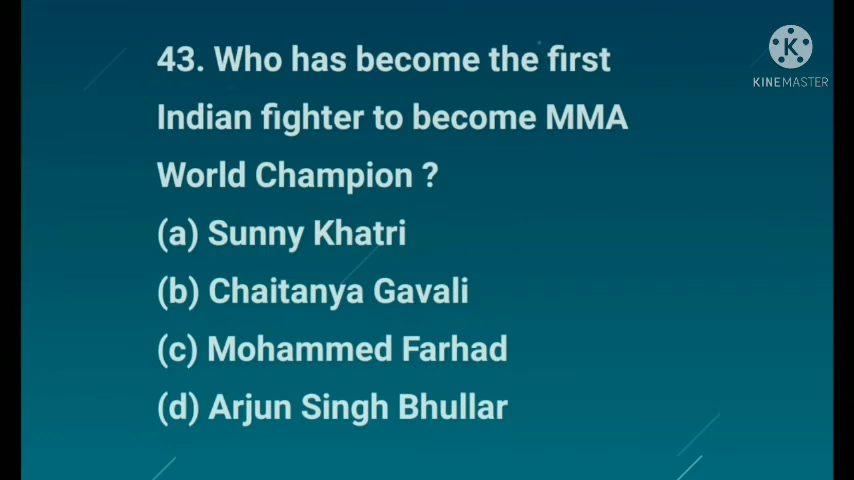 43. Who has become the first
Indian fighter to become MMA
World Champion ?
(a) Sunny Khatri
(b) Chaitanya Gavali
(c) Mohammed Farhad
(d) Arjun Singh Bhullar
K
KINEMASTER